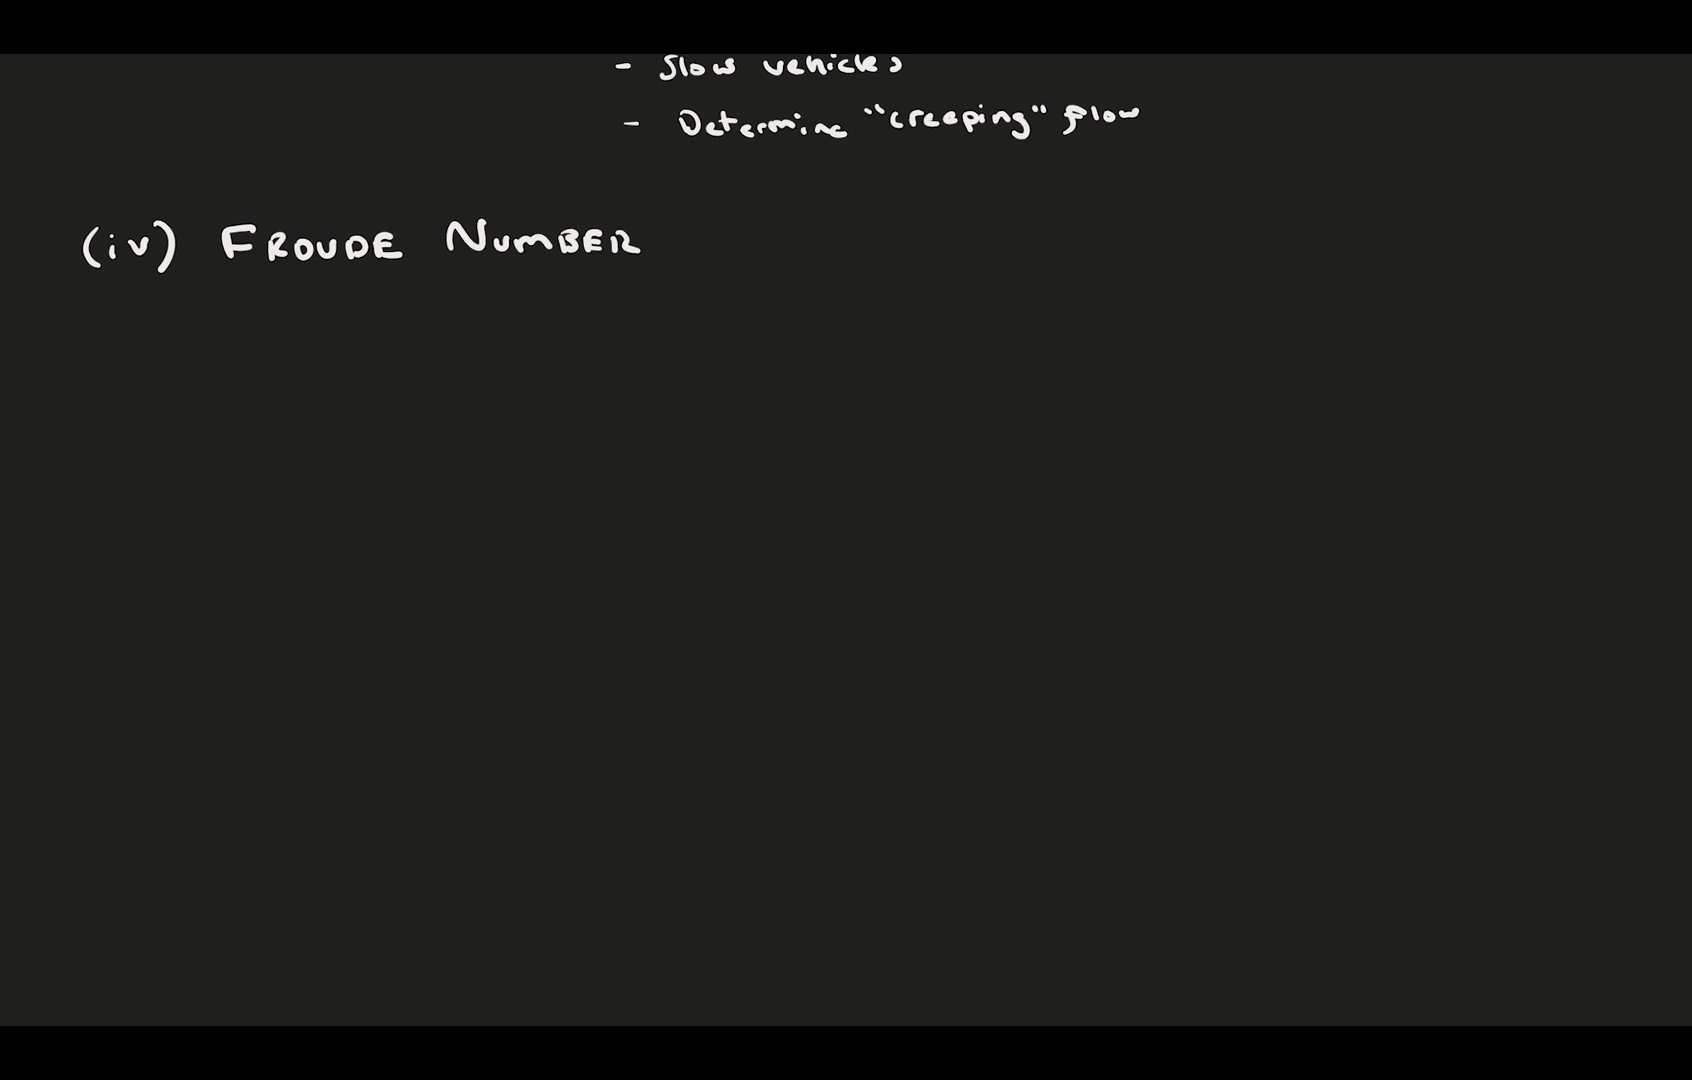 - Slow vehicles
- Determine "creeping" flow
(iv) FROUDE NUMBER